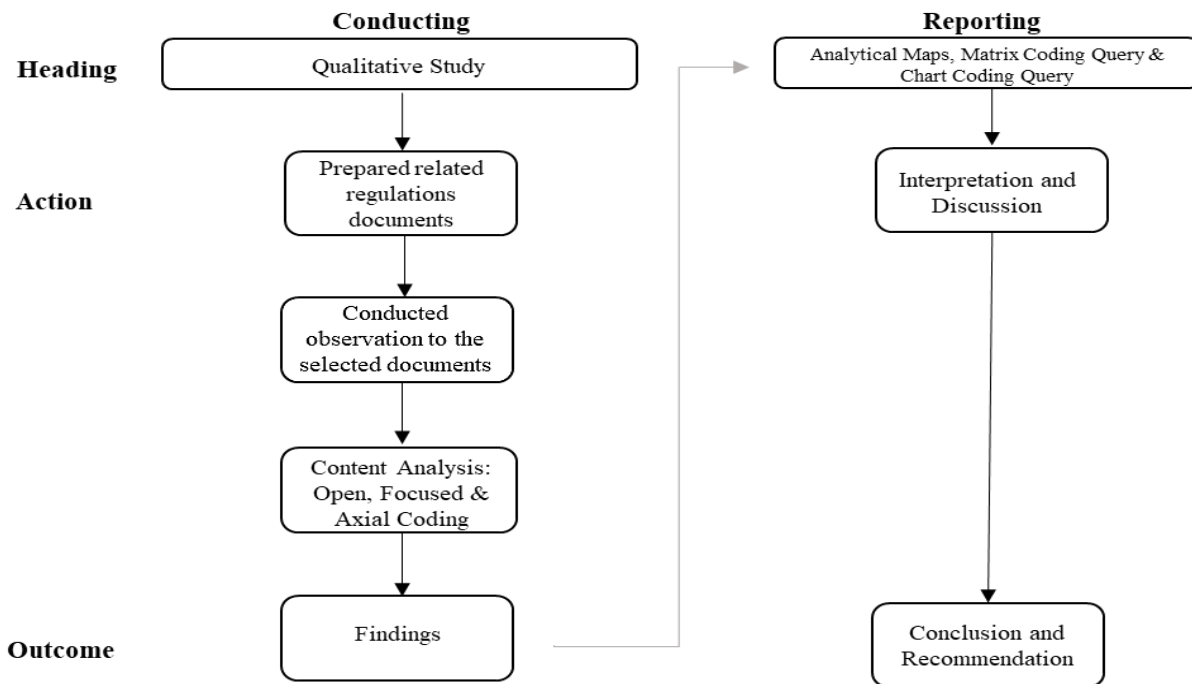 Conducting
Reporting
Heading
Qualitative Study
Analytical Maps, Matrix Coding Query &
Chart Coding Query
Action
Prepared related
regulations
documents
Interpretation and
Discussion
Conducted
observation to the
selected documents
Content Analysis:
Open, Focused &
Axial Coding
Outcome
Findings
Conclusion and
Recommendation